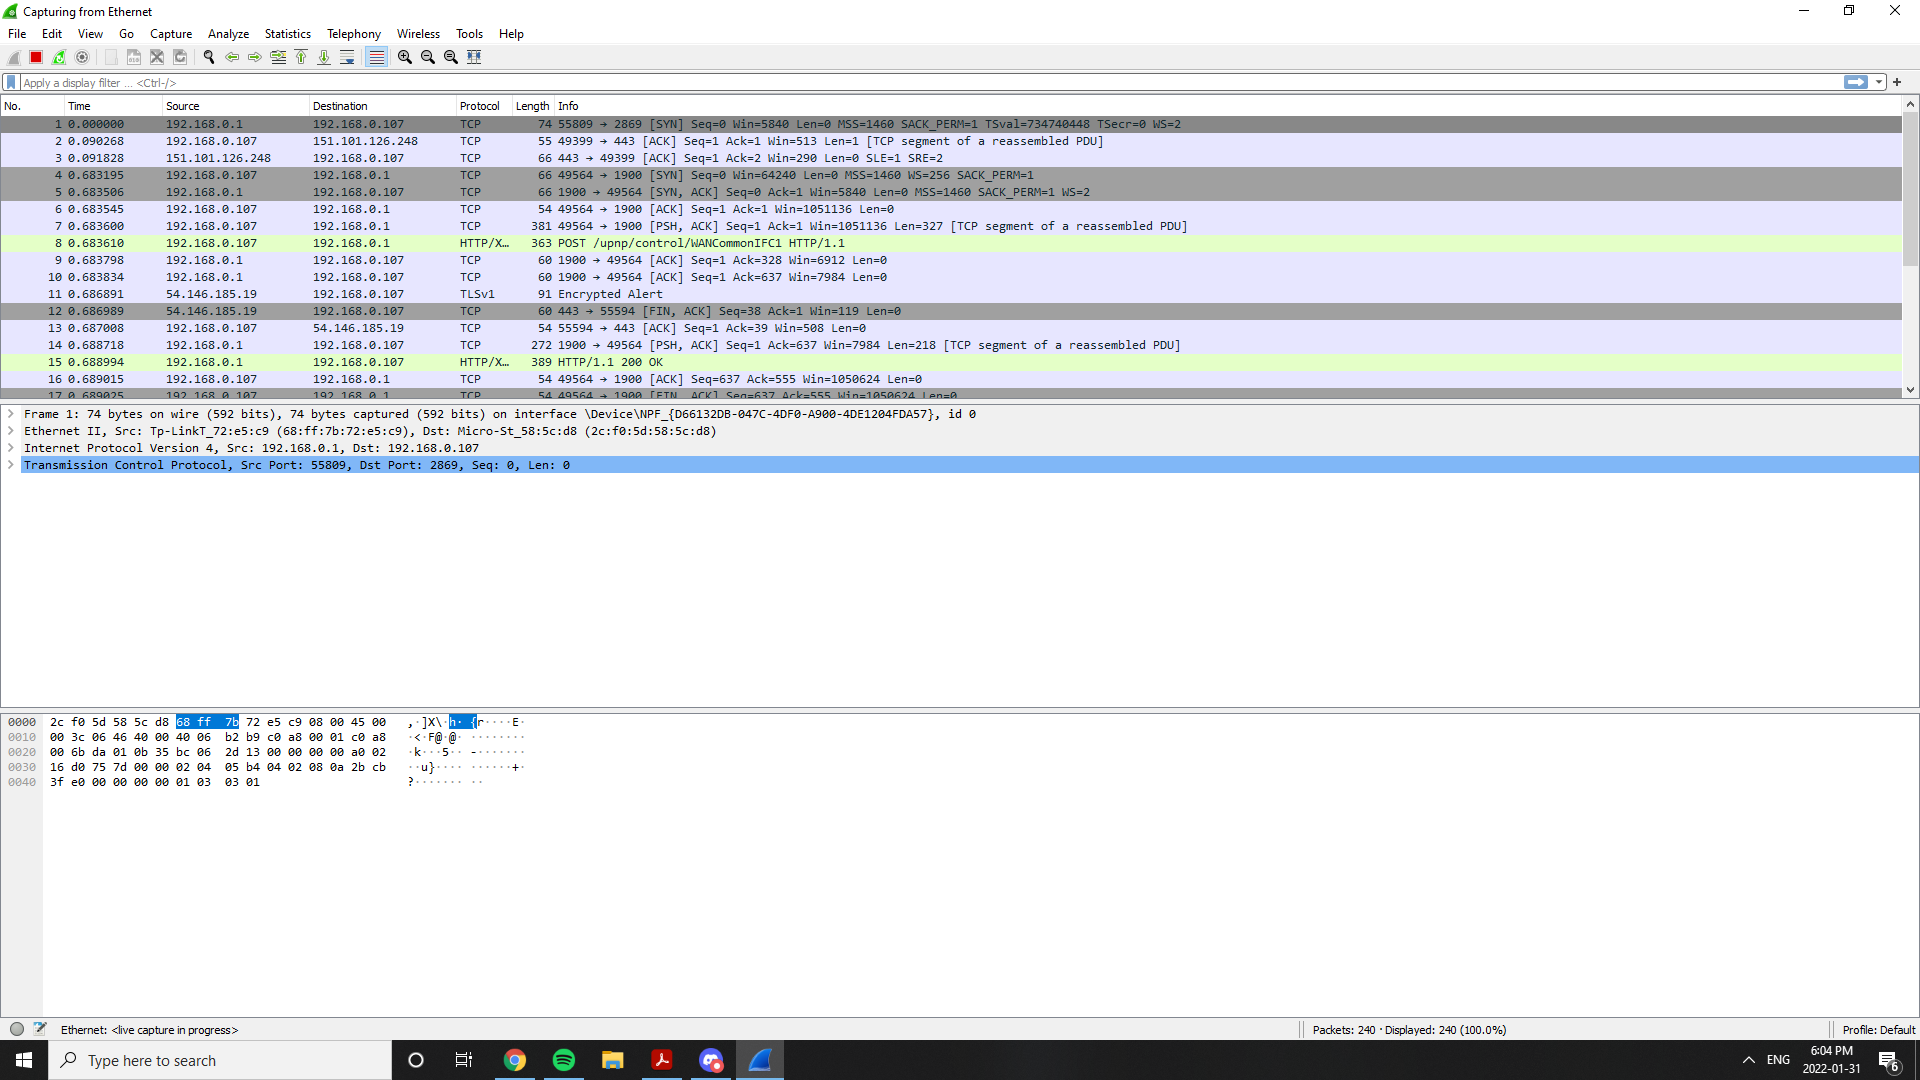 Capturing from Ethernet
File Edit View Go Capture Analyze Statistics Telephony Wireless Tools Help
Apply a display filter ... <Ctrl-/>
No. Time Source Destination Protocol Length Info
1 0.000000 192.168.0.1 192.168.0.107 TCP 74 55809 → 2869 [SYN] Seq=0 Win=5840 Len=0 MSS=1460 SACK_PERM=1 TSval=734740448 TSecr=0 WS=2
2 0.090268 192.168.0.107 151.101.126.248 TCP 55 49399 → 443 [ACK] Seq=1 Ack=1 Win=513 Len=1 [TCP segment of a reassembled PDU]
3 0.091828 151.101.126.248 192.168.0.107 TCP 66 443 → 49399 [ACK] Seq=1 Ack=2 Win=290 Len=0 SLE=1 SRE=2
4 0.683195 192.168.0.107 192.168.0.1 TCP 66 49564 → 1900 [SYN] Seq=0 Win=64240 Len=0 MSS=1460 WS=256 SACK_PERM=1
5 0.683506 192.168.0.1 192.168.0.107 TCP 66 1900 → 49564 [SYN, ACK] Seq=0 Ack=1 Win=5840 Len=0 MSS=1460 SACK_PERM=1 WS=2
6 0.683545 192.168.0.107 192.168.0.1 TCP 54 49564 → 1900 [ACK] Seq=1 Ack=1 Win=1051136 Len=0
7 0.683600 192.168.0.107 192.168.0.1 TCP 381 49564 → 1900 [PSH, ACK] Seq=1 Ack=1 Win=1051136 Len=327 [TCP segment of a reassembled PDU]
8 0.683610 192.168.0.107 192.168.0.1 HTTP/X... 363 POST /upnp/control/WANCommonIFC1 HTTP/1.1
9 0.683798 192.168.0.1 192.168.0.107 TCP 60 1900 → 49564 [ACK] Seq=1 Ack=328 Win=6912 Len=0
10 0.683834 192.168.0.1 192.168.0.107 TCP 60 1900 → 49564 [ACK] Seq=1 Ack=637 Win=7984 Len=0
11 0.686891 54.146.185.19 192.168.0.107 TLSv1 91 Encrypted Alert
12 0.686989 54.146.185.19 192.168.0.107 TCP 60 443 → 55594 [FIN, ACK] Seq=38 Ack=1 Win=119 Len=0
13 0.687008 192.168.0.107 54.146.185.19 TCP 54 55594 → 443 [ACK] Seq=1 Ack=39 Win=508 Len=0
14 0.688718 192.168.0.1 192.168.0.107 TCP 272 1900 → 49564 [PSH, ACK] Seq=1 Ack=637 Win=7984 Len=218 [TCP segment of a reassembled PDU]
15 0.688994 192.168.0.1 192.168.0.107 HTTP/X... 389 HTTP/1.1 200 OK
16 0.689015 192.168.0.107 192.168.0.1 TCP 54 49564 → 1900 [ACK] Seq=637 Ack=555 Win=1050624 Len=0
17 0.689025 192.168.0.107 192.168.0.1 TCP 54 49564 → 1900 [FIN, ACK] Seq=637 Ack=555 Win=1050624 Len=0
Frame 1: 74 bytes on wire (592 bits), 74 bytes captured (592 bits) on interface \Device\NPF_{D66132DB-047C-4DF0-A900-4DE1204FDA57}, id 0
Ethernet II, Src: Tp-LinkT_72:e5:c9 (68:ff:7b:72:e5:c9), Dst: Micro-St_58:5c:d8 (2c:f0:5d:58:5c:d8)
Internet Protocol Version 4, Src: 192.168.0.1, Dst: 192.168.0.107
Transmission Control Protocol, Src Port: 55809, Dst Port: 2869, Seq: 0, Len: 0
0000 2c f0 5d 58 5c d8 68 ff 7b 72 e5 c9 08 00 45 00 ,·]X\·h· {r····E·
0010 00 3c 06 46 40 00 40 06 b2 b9 c0 a8 00 01 c0 a8 ·<·F@·@· ········
0020 00 6b da 01 0b 35 bc 06 2d 13 00 00 00 00 a0 02 ·k···5·· -·······
0030 16 d0 75 7d 00 00 02 04 05 b4 04 02 08 0a 2b cb ··u}···· ······+·
0040 3f e0 00 00 00 00 01 03 03 01 ?······· ··
Ethernet: <live capture in progress> Packets: 240 · Displayed: 240 (100.0%) Profile: Default
Type here to search
ENG
6:04 PM
2022-01-31
6